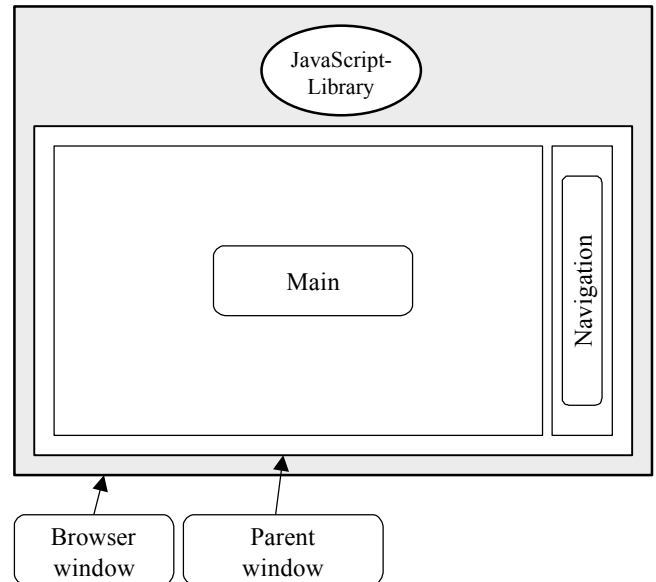 JavaScript-
Library
Main
Navigation
Browser
window
Parent
window